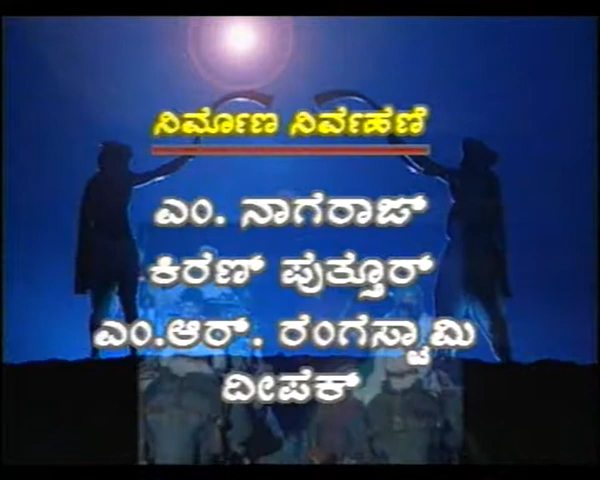 ನಿರ್ಮಾಣ ನಿರ್ವಹಣೆ
ಎಂ. ನಾಗರಾಜ್
ಕಿರಣ್ ಪುತ್ತೂರ್
ಎಂ.ಆರ್. ರೆಂಗಸ್ವಾಮಿ
ದೀಪಕ್